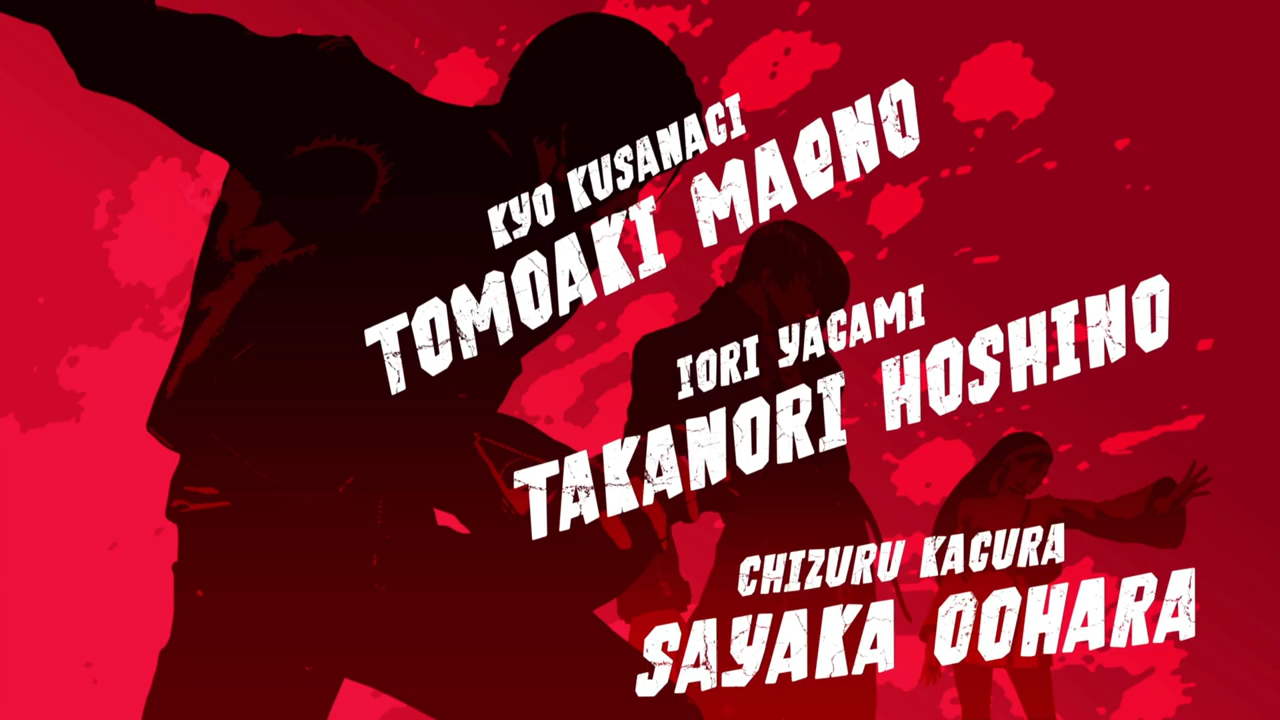 KYO KUSANAGI
TOMOAKI MAeNO
IORI YAGAMI
TAKANORI HOSHINO
CHIZURU KAGURA
SAYAKA OOHARA